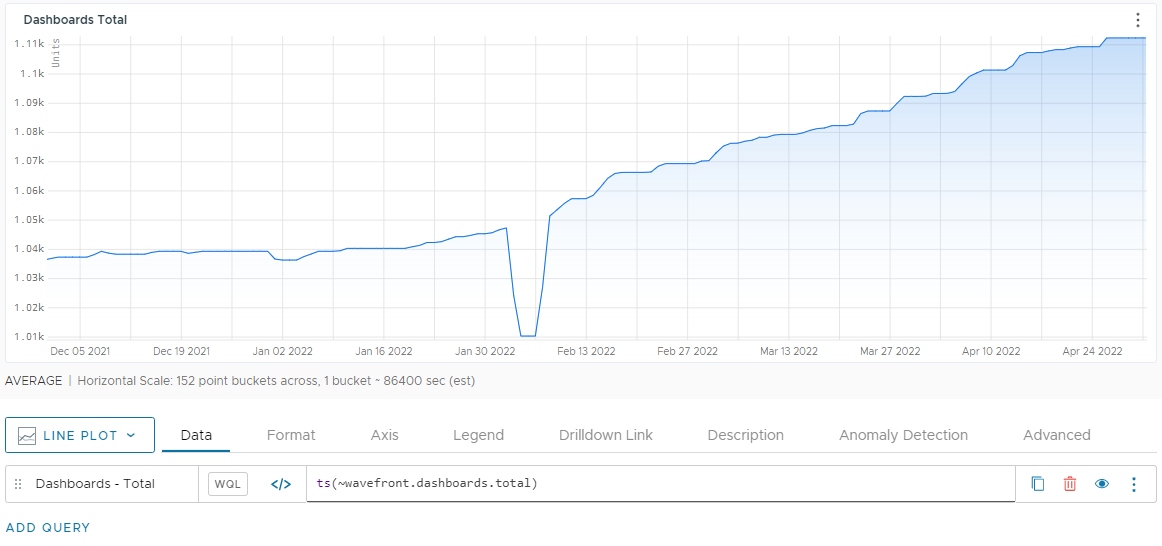 Dashboards Total
Units
1.11k
1.1k
1.09k
1.08k
1.07k
1.06k
1.05k
1.04k
1.03k
1.02k
1.01k
Dec 05 2021 Dec 19 2021 Jan 02 2022 Jan 16 2022 Jan 30 2022 Feb 13 2022 Feb 27 2022 Mar 13 2022 Mar 27 2022 Apr 10 2022 Apr 24 2022
AVERAGE | Horizontal Scale: 152 point buckets across, 1 bucket ~ 86400 sec (est)
LINE PLOT Data Format Axis Legend Drilldown Link Description Anomaly Detection Advanced
Dashboards - Total WQL </> ts(~wavefront.dashboards.total)
ADD QUERY